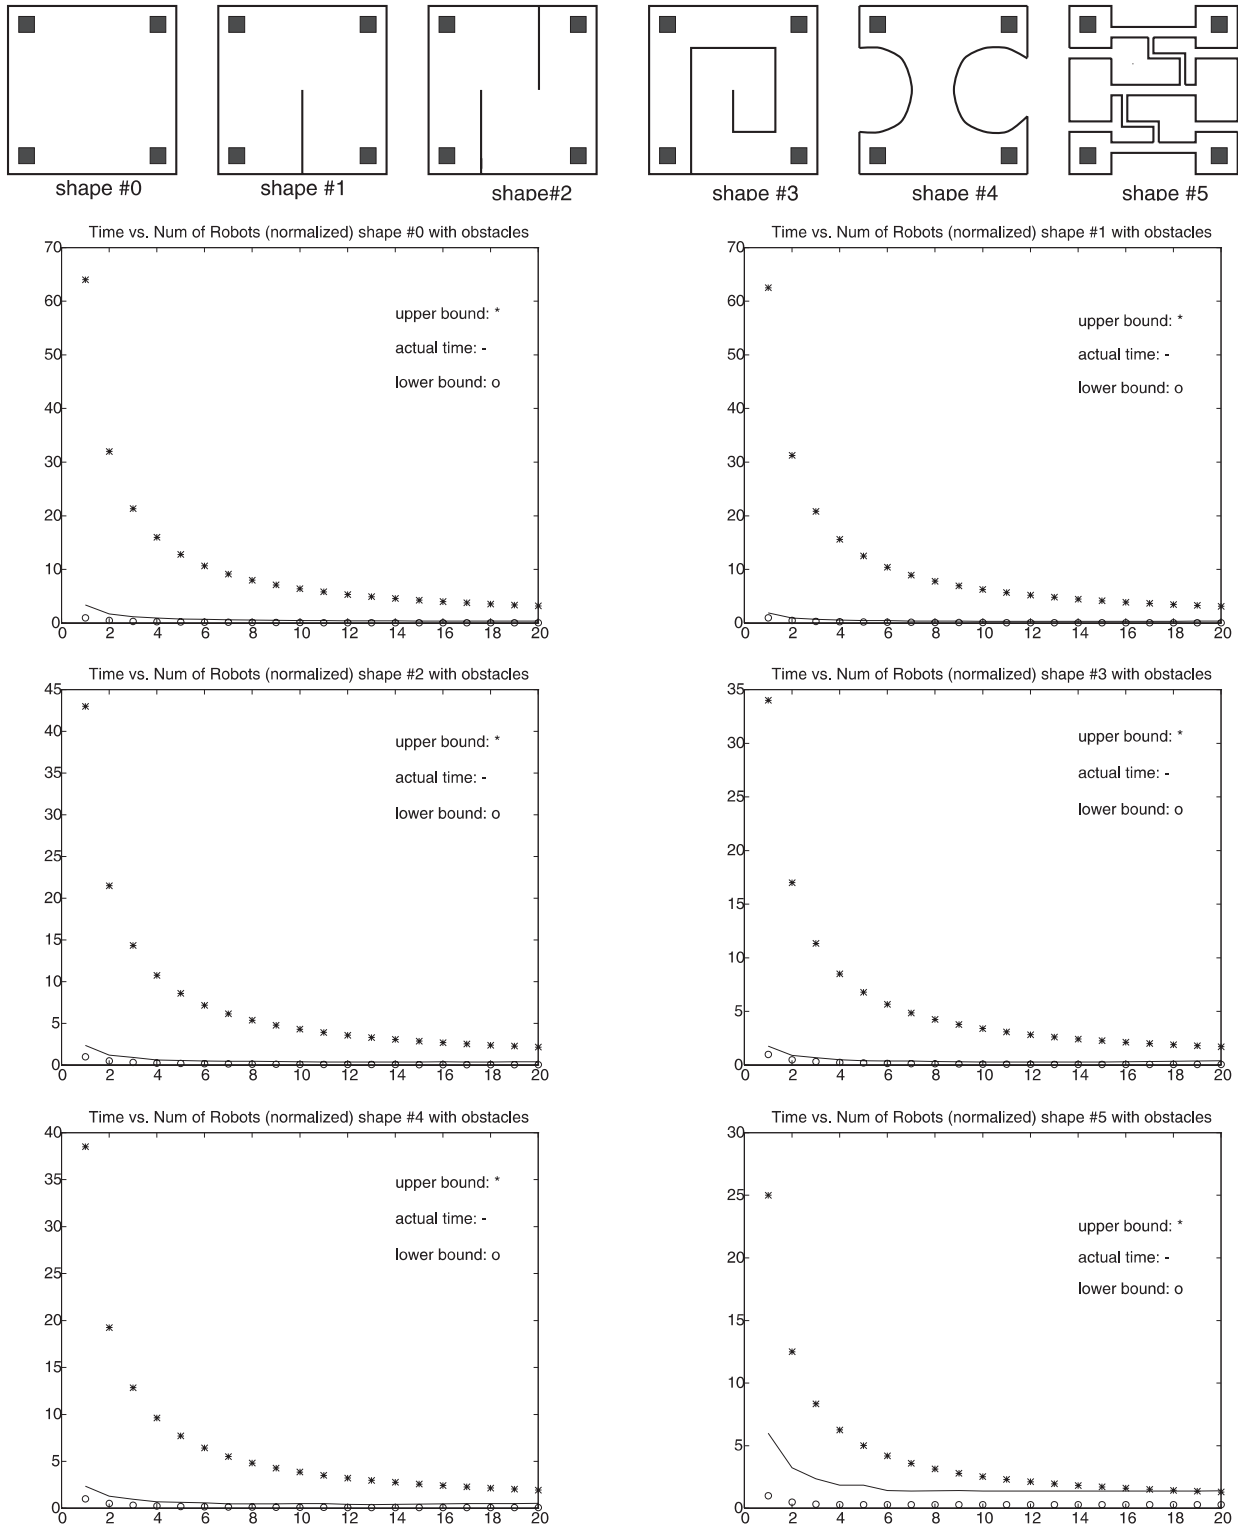 shape #0 shape #1 shape#2 shape #3 shape #4 shape #5
Time vs. Num of Robots (normalized) shape #0 with obstacles
70
60
50
40
30
20
10
0
0 2 4 6 8 10 12 14 16 18 20
upper bound: *
actual time: -
lower bound: o
Time vs. Num of Robots (normalized) shape #1 with obstacles
70
60
50
40
30
20
10
0
0 2 4 6 8 10 12 14 16 18 20
upper bound: *
actual time: -
lower bound: o
Time vs. Num of Robots (normalized) shape #2 with obstacles
45
40
35
30
25
20
15
10
5
0
0 2 4 6 8 10 12 14 16 18 20
upper bound: *
actual time: -
lower bound: o
Time vs. Num of Robots (normalized) shape #3 with obstacles
35
30
25
20
15
10
5
0
0 2 4 6 8 10 12 14 16 18 20
upper bound: *
actual time: -
lower bound: o
Time vs. Num of Robots (normalized) shape #4 with obstacles
40
35
30
25
20
15
10
5
0
0 2 4 6 8 10 12 14 16 18 20
upper bound: *
actual time: -
lower bound: o
Time vs. Num of Robots (normalized) shape #5 with obstacles
30
25
20
15
10
5
0
0 2 4 6 8 10 12 14 16 18 20
upper bound: *
actual time: -
lower bound: o